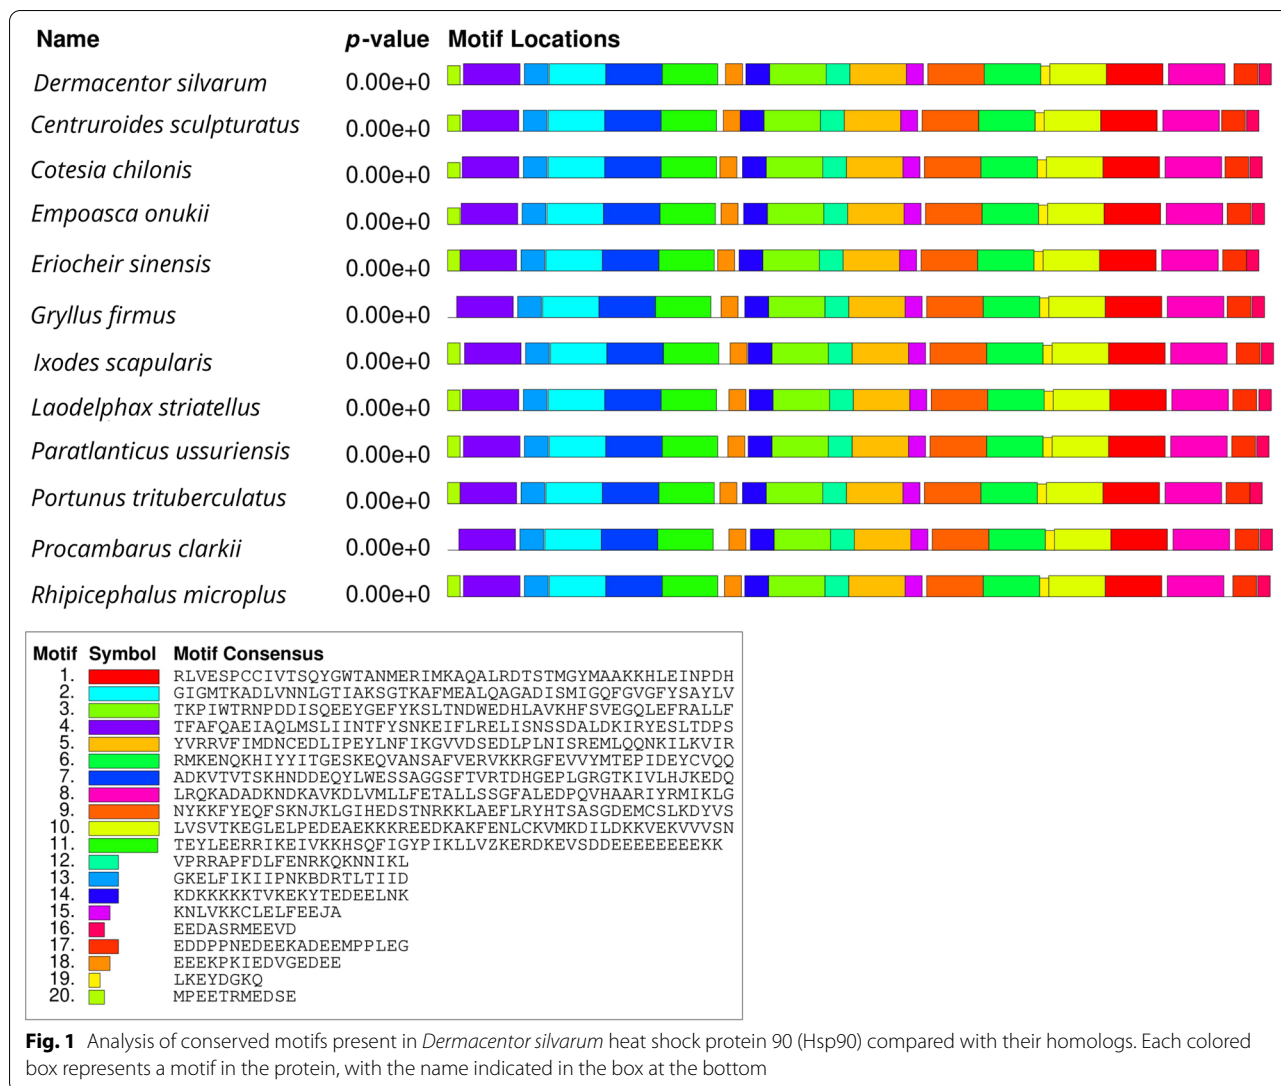 Name p-value Motif Locations
Dermacentor silvarum 0.00e+0
Centruroides sculpturatus 0.00e+0
Cotesia chilonis 0.00e+0
Empoasca onukii 0.00e+0
Eriocheir sinensis 0.00e+0
Gryllus firmus 0.00e+0
Ixodes scapularis 0.00e+0
Laodelphax striatellus 0.00e+0
Paratlanticus ussuriensis 0.00e+0
Portunus trituberculatus 0.00e+0
Procambarus clarkii 0.00e+0
Rhipicephalus microplus 0.00e+0
Motif Symbol Motif Consensus
1. RLVESPCCIVTSQYGWTANMERIMKAQALRDTSTMGYMAAKKHLEINPDH
2. GIGMTKADLVNNLGTIAKSGTKAFMEALQAGADISMIGQFGVGFYSAYLV
3. TKPIWTRNPDDISQEEYGEFYKSLTNDWEDHLAVKHFSVEGQLEFRALLF
4. TFAFQAEIAQLMSLIINTFYSNKEIFLRELISNSSDALDKIRYESLTDPS
5. YVRRVFIMDNCEDLIPEYLNFIKGVVDSEDLPLNISREMLQQNKILKVIR
6. RMKENQKHIYYITGESKEQVANSAFVERVKKRGFEVVYMTEPIDEYCVQQ
7. ADKVTVTSKHNDDEQYLWESSAGGSFTVRTDHGEPLGRGTKIVLHJKEDQ
8. LRQKADADKNDKAVKDLVMLLFETALLSSGFALEDPQVHAARIYRMIKLG
9. NYKKFYEQFSKNJKLGIHEDSTNRKKLAEFLRYHTSASGDEMCSLKDYVS
10. LVSVTKEGLELPEDEAEKKKREEDKAKFENLCKVMKDILDKKVEKVVVSN
11. TEYLEERRIKEIVKKHSQFIGYPIKLLVZKERDKEVSDDEEEEEEEEKK
12. VPRRAPFDLFENRKQKNNIKL
13. GKELFIKIIPNKBDRTLTIID
14. KDKKKKKTVKEKYTEDEELNK
15. KNLVKKCLELFEEJA
16. EEDASRMEEVD
17. EDDPPNEDEEKADEEMPPLEG
18. EEEKPKIEDVGEDEE
19. LKEYDGKQ
20. MPEETRMEDSE
Fig. 1 Analysis of conserved motifs present in Dermacentor silvarum heat shock protein 90 (Hsp90) compared with their homologs. Each colored
box represents a motif in the protein, with the name indicated in the box at the bottom